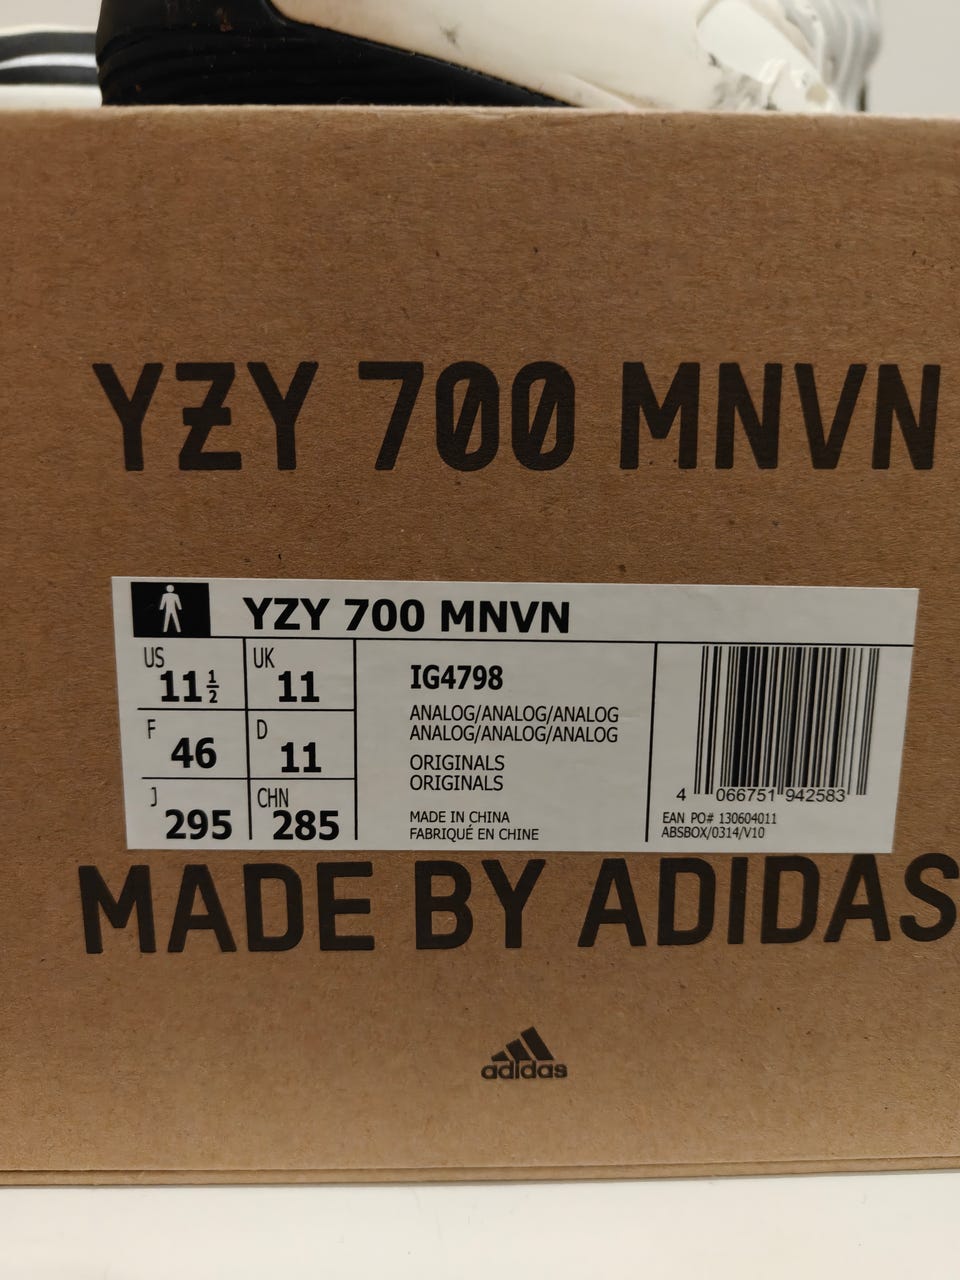 YZY 700 MNVN
YZY 700 MNVN
US 11 1/2 UK 11
F 46 D 11
J 295 CHN 285
IG4798
ANALOG/ANALOG/ANALOG
ANALOG/ANALOG/ANALOG
ORIGINALS
ORIGINALS
MADE IN CHINA
FABRIQUÉ EN CHINE
4 066751 942583
EAN PO# 130604011
ABSBOX/0314/V10
MADE BY ADIDAS
adidas